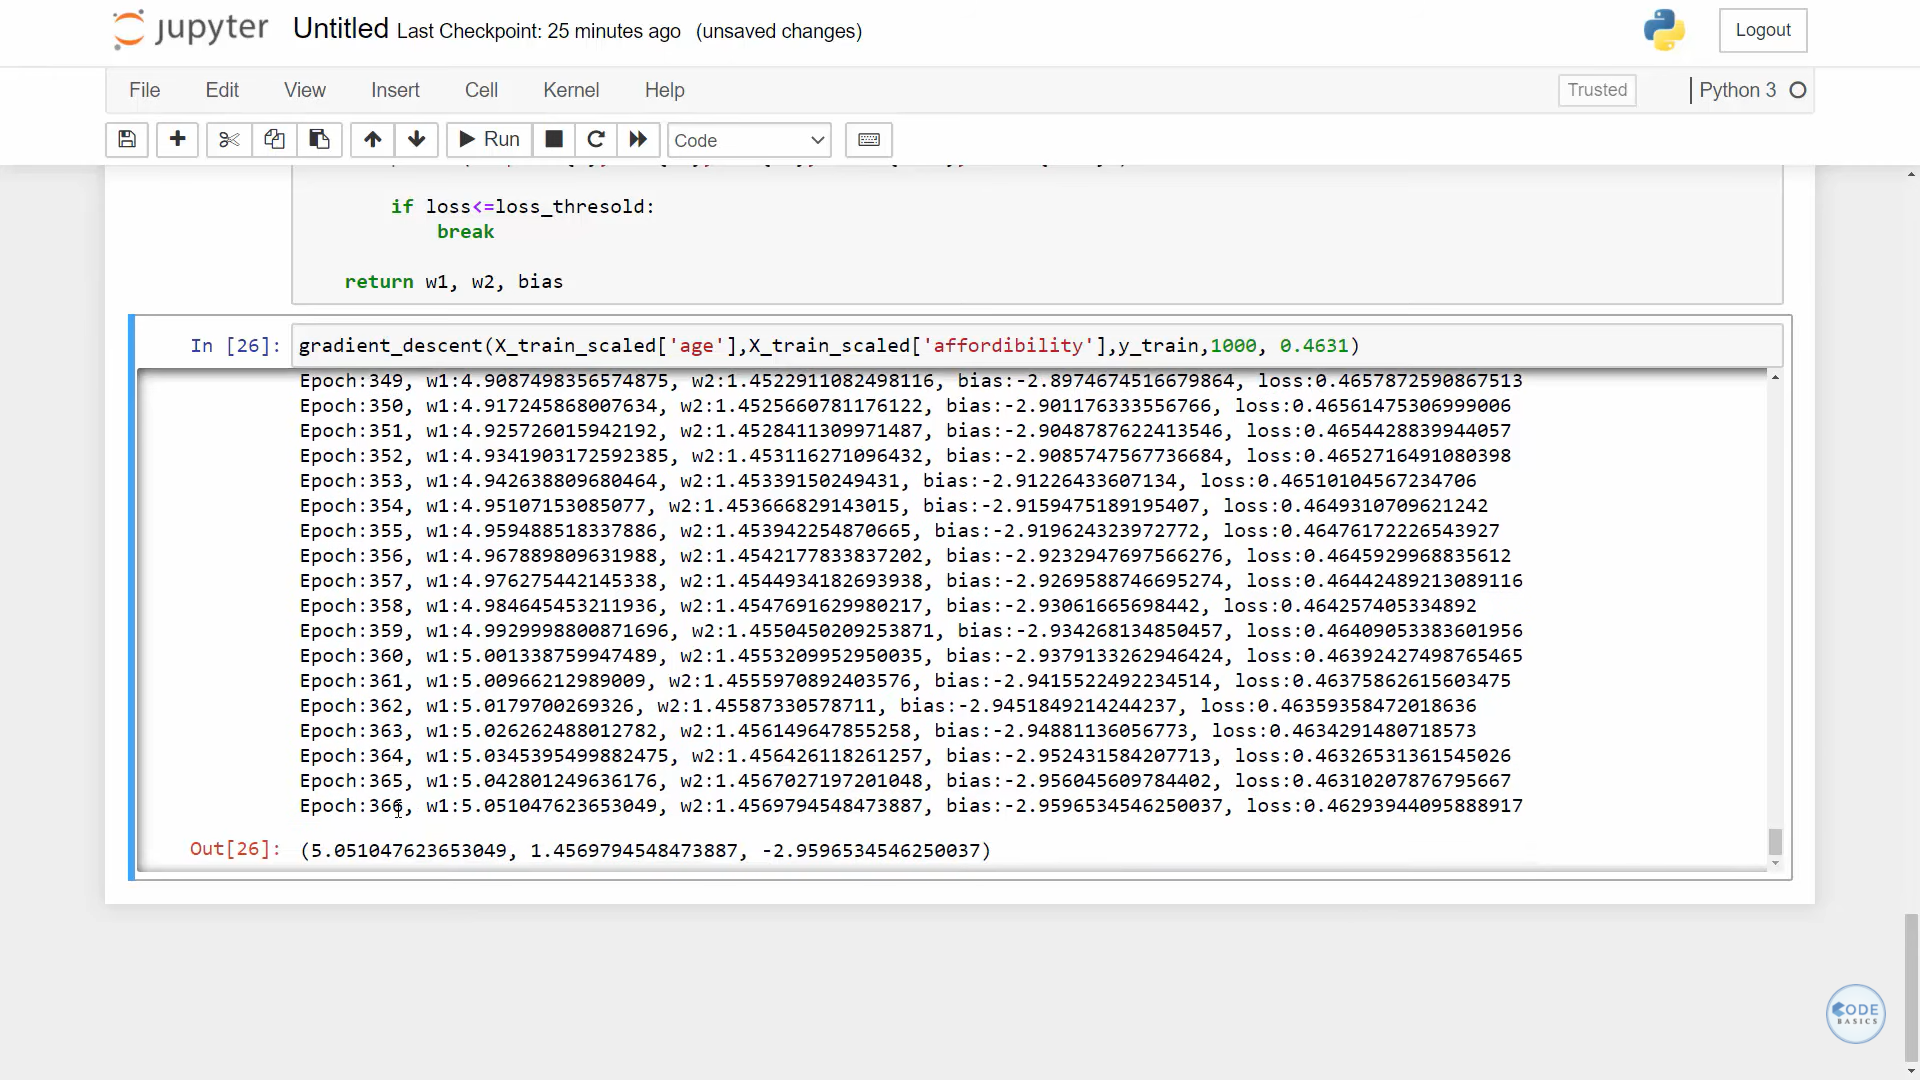 jupyter Untitled Last Checkpoint: 25 minutes ago (unsaved changes) Logout
File Edit View Insert Cell Kernel Help Trusted Python 3
Run Code
if loss<=loss_thresold:
break
return w1, w2, bias
In [26]: gradient_descent(X_train_scaled['age'],X_train_scaled['affordibility'],y_train,1000, 0.4631)
Epoch:349, w1:4.9087498356574875, w2:1.4522911082498116, bias:-2.8974674516679864, loss:0.4657872590867513
Epoch:350, w1:4.917245868007634, w2:1.4525660781176122, bias:-2.901176333556766, loss:0.46561475306999006
Epoch:351, w1:4.925726015942192, w2:1.4528411309971487, bias:-2.9048787622413546, loss:0.4654428839944057
Epoch:352, w1:4.9341903172592385, w2:1.453116271096432, bias:-2.9085747567736684, loss:0.4652716491080398
Epoch:353, w1:4.942638809680464, w2:1.45339150249431, bias:-2.91226433607134, loss:0.46510104567234706
Epoch:354, w1:4.95107153085077, w2:1.453666829143015, bias:-2.9159475189195407, loss:0.4649310709621242
Epoch:355, w1:4.959488518337886, w2:1.453942254870665, bias:-2.919624323972772, loss:0.46476172226543927
Epoch:356, w1:4.967889809631988, w2:1.4542177833837202, bias:-2.9232947697566276, loss:0.4645929968835612
Epoch:357, w1:4.976275442145338, w2:1.4544934182693938, bias:-2.9269588746695274, loss:0.46442489213089116
Epoch:358, w1:4.984645453211936, w2:1.4547691629980217, bias:-2.93061665698442, loss:0.464257405334892
Epoch:359, w1:4.9929998800871696, w2:1.4550450209253871, bias:-2.934268134850457, loss:0.46409053383601956
Epoch:360, w1:5.001338759947489, w2:1.4553209952950035, bias:-2.9379133262946424, loss:0.46392427498765465
Epoch:361, w1:5.00966212989009, w2:1.4555970892403576, bias:-2.9415522492234514, loss:0.46375862615603475
Epoch:362, w1:5.0179700269326, w2:1.45587330578711, bias:-2.9451849214244237, loss:0.46359358472018636
Epoch:363, w1:5.026262488012782, w2:1.456149647855258, bias:-2.94881136056773, loss:0.4634291480718573
Epoch:364, w1:5.0345395499882475, w2:1.456426118261257, bias:-2.952431584207713, loss:0.46326531361545026
Epoch:365, w1:5.042801249636176, w2:1.4567027197201048, bias:-2.956045609784402, loss:0.46310207876795667
Epoch:366, w1:5.051047623653049, w2:1.4569794548473887, bias:-2.9596534546250037, loss:0.46293944095888917
Out[26]: (5.051047623653049, 1.4569794548473887, -2.9596534546250037)
CODE
BASICS